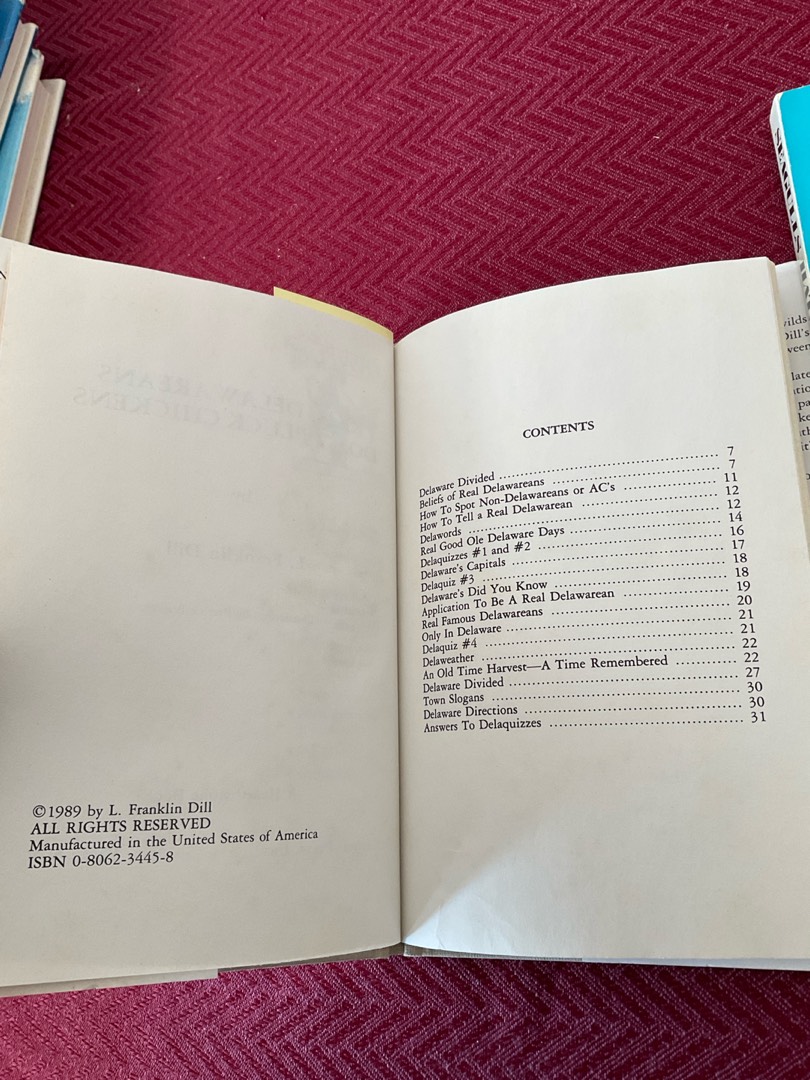 ©1989 by L. Franklin Dill
ALL RIGHTS RESERVED
Manufactured in the United States of America
ISBN 0-8062-3445-8
CONTENTS
Delaware Divided ........ 7
Beliefs of Real Delawareans ........ 7
How To Spot Non-Delawareans or AC's ........ 11
How To Tell a Real Delawarean ........ 12
Delawords ........ 12
Real Good Ole Delaware Days ........ 14
Delaquizzes #1 and #2 ........ 16
Delaware's Capitals ........ 17
Delaquiz #3 ........ 18
Delaware's Did You Know ........ 18
Application To Be A Real Delawarean ........ 19
Real Famous Delawareans ........ 20
Only In Delaware ........ 21
Delaquiz #4 ........ 21
Delaweather ........ 22
An Old Time Harvest—A Time Remembered ........ 22
Delaware Divided ........ 27
Town Slogans ........ 30
Delaware Directions ........ 30
Answers To Delaquizzes ........ 31